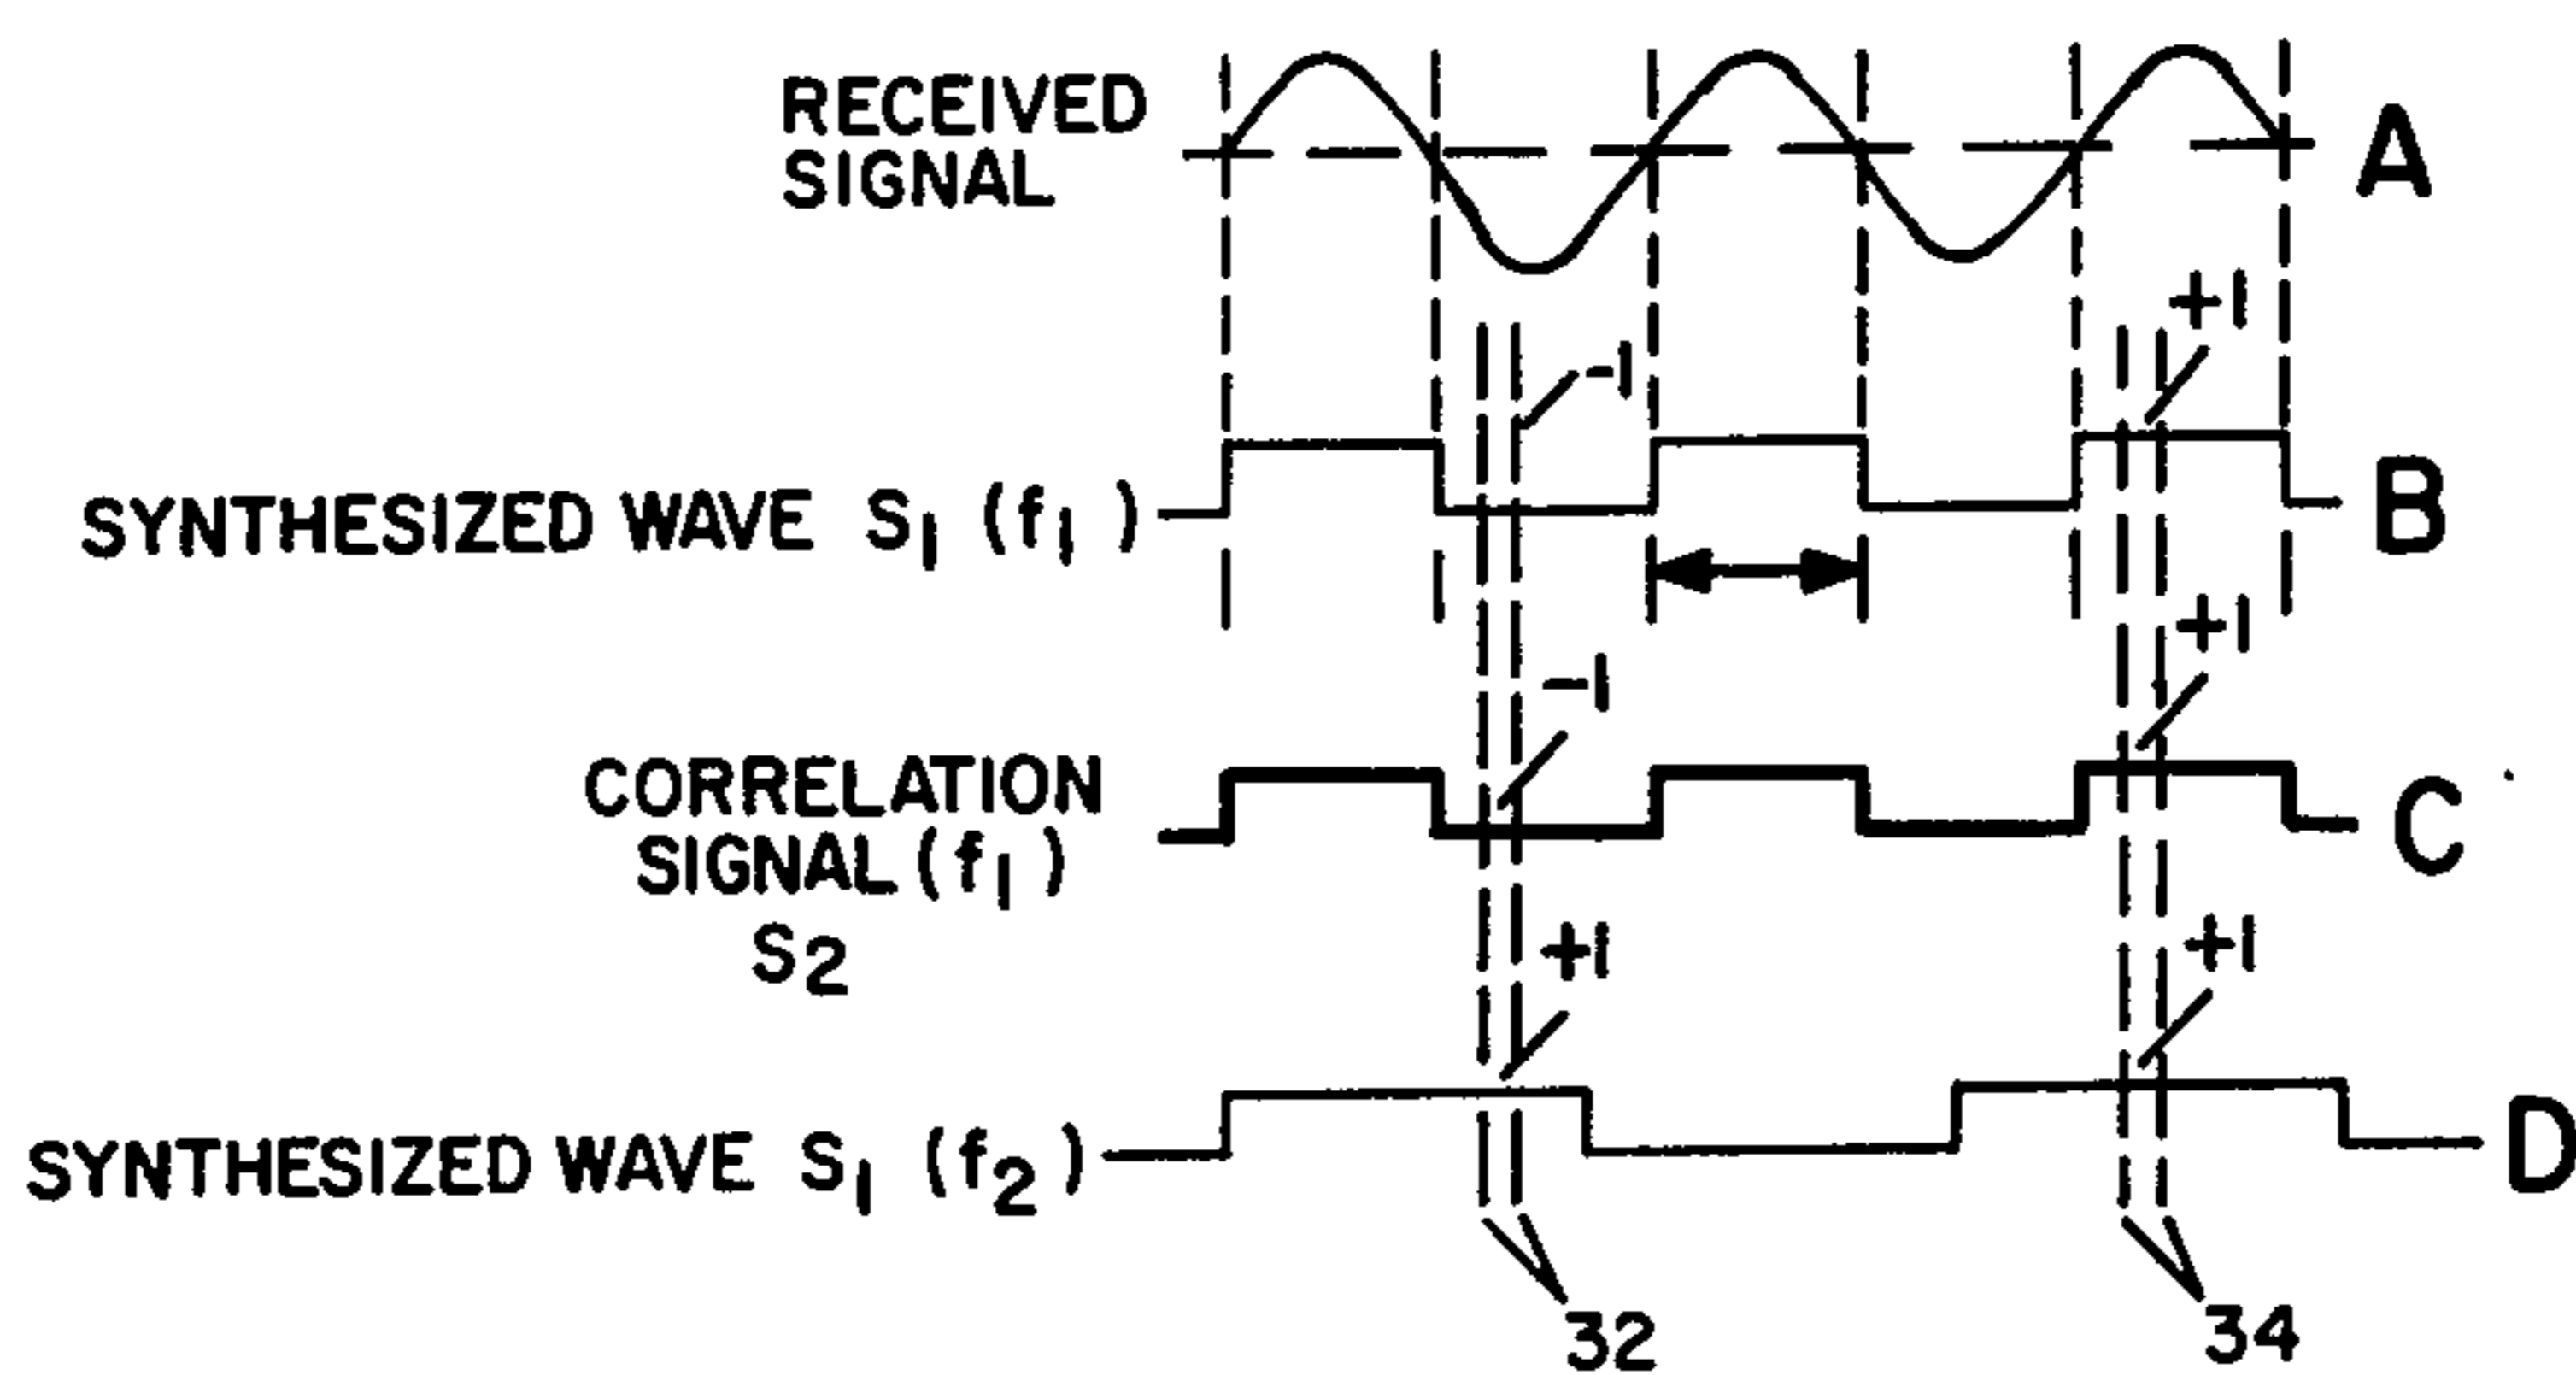 RECEIVED
SIGNAL
A
+1
-1
SYNTHESIZED WAVE S1 (f1)
B
+1
-1
CORRELATION
SIGNAL (f1)
S2
C
+1
+1
SYNTHESIZED WAVE S1 (f2)
D
32
34